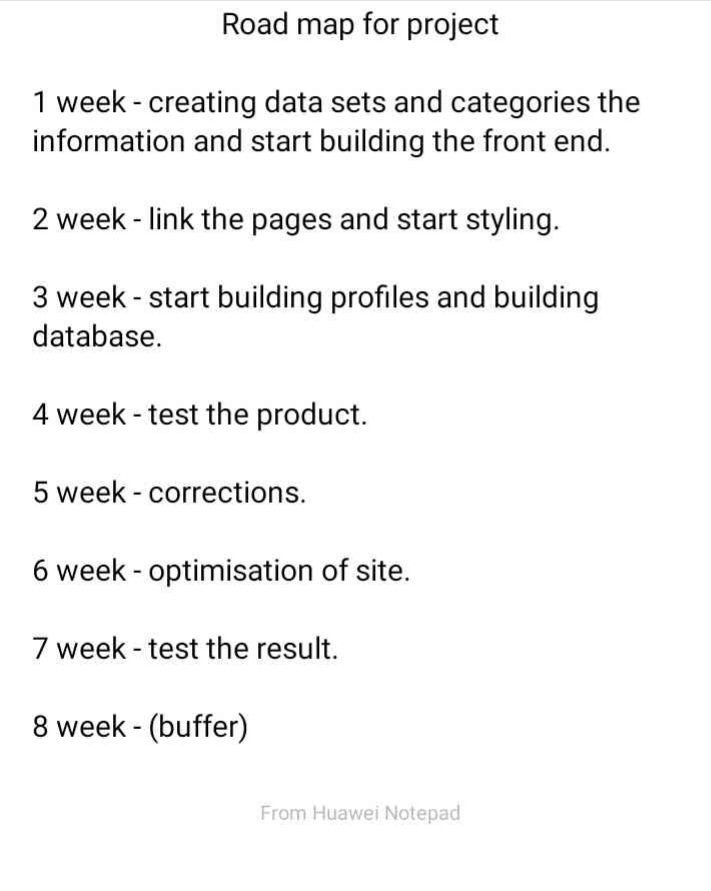 Road map for project
1 week - creating data sets and categories the
information and start building the front end.
2 week - link the pages and start styling.
3 week - start building profiles and building
database.
4 week - test the product.
5 week - corrections.
6 week - optimisation of site.
7 week - test the result.
8 week - (buffer)
From Huawei Notepad